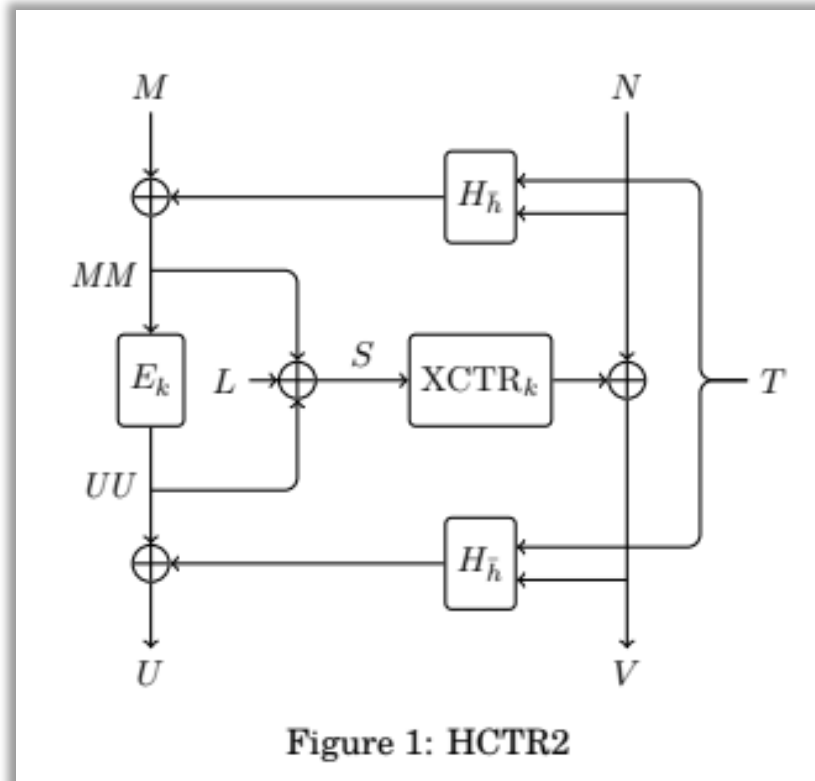 M N
H_h̄
MM
E_k L S XCTR_k T
UU
H_h̄
U V
Figure 1: HCTR2